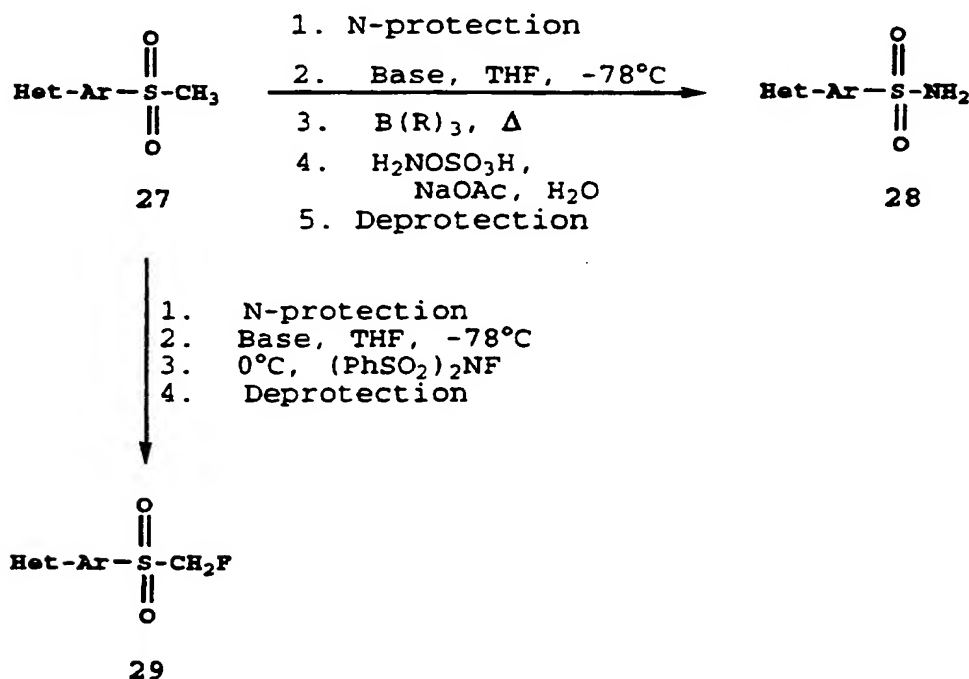 1. N-protection
2. Base, THF, -78°C
3. B(R)3, Δ
4. H2NOSO3H,
NaOAc, H2O
5. Deprotection
O
Het-Ar-S-CH3
O
27
O
Het-Ar-S-NH2
O
28
1. N-protection
2. Base, THF, -78°C
3. 0°C, (PhSO2)2NF
4. Deprotection
O
Het-Ar-S-CH2F
O
29